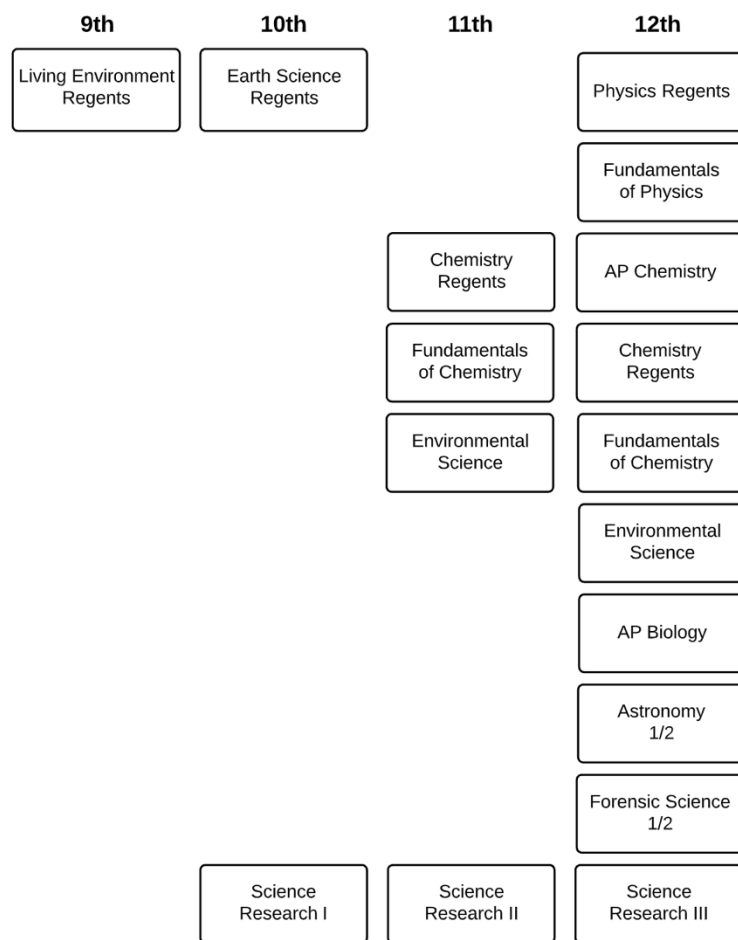 9th 10th 11th 12th
Living Environment
Regents
Earth Science
Regents
Physics Regents
Fundamentals
of Physics
Chemistry
Regents
AP Chemistry
Fundamentals
of Chemistry
Chemistry
Regents
Environmental
Science
Fundamentals
of Chemistry
Environmental
Science
AP Biology
Astronomy
1/2
Forensic Science
1/2
Science
Research I
Science
Research II
Science
Research III